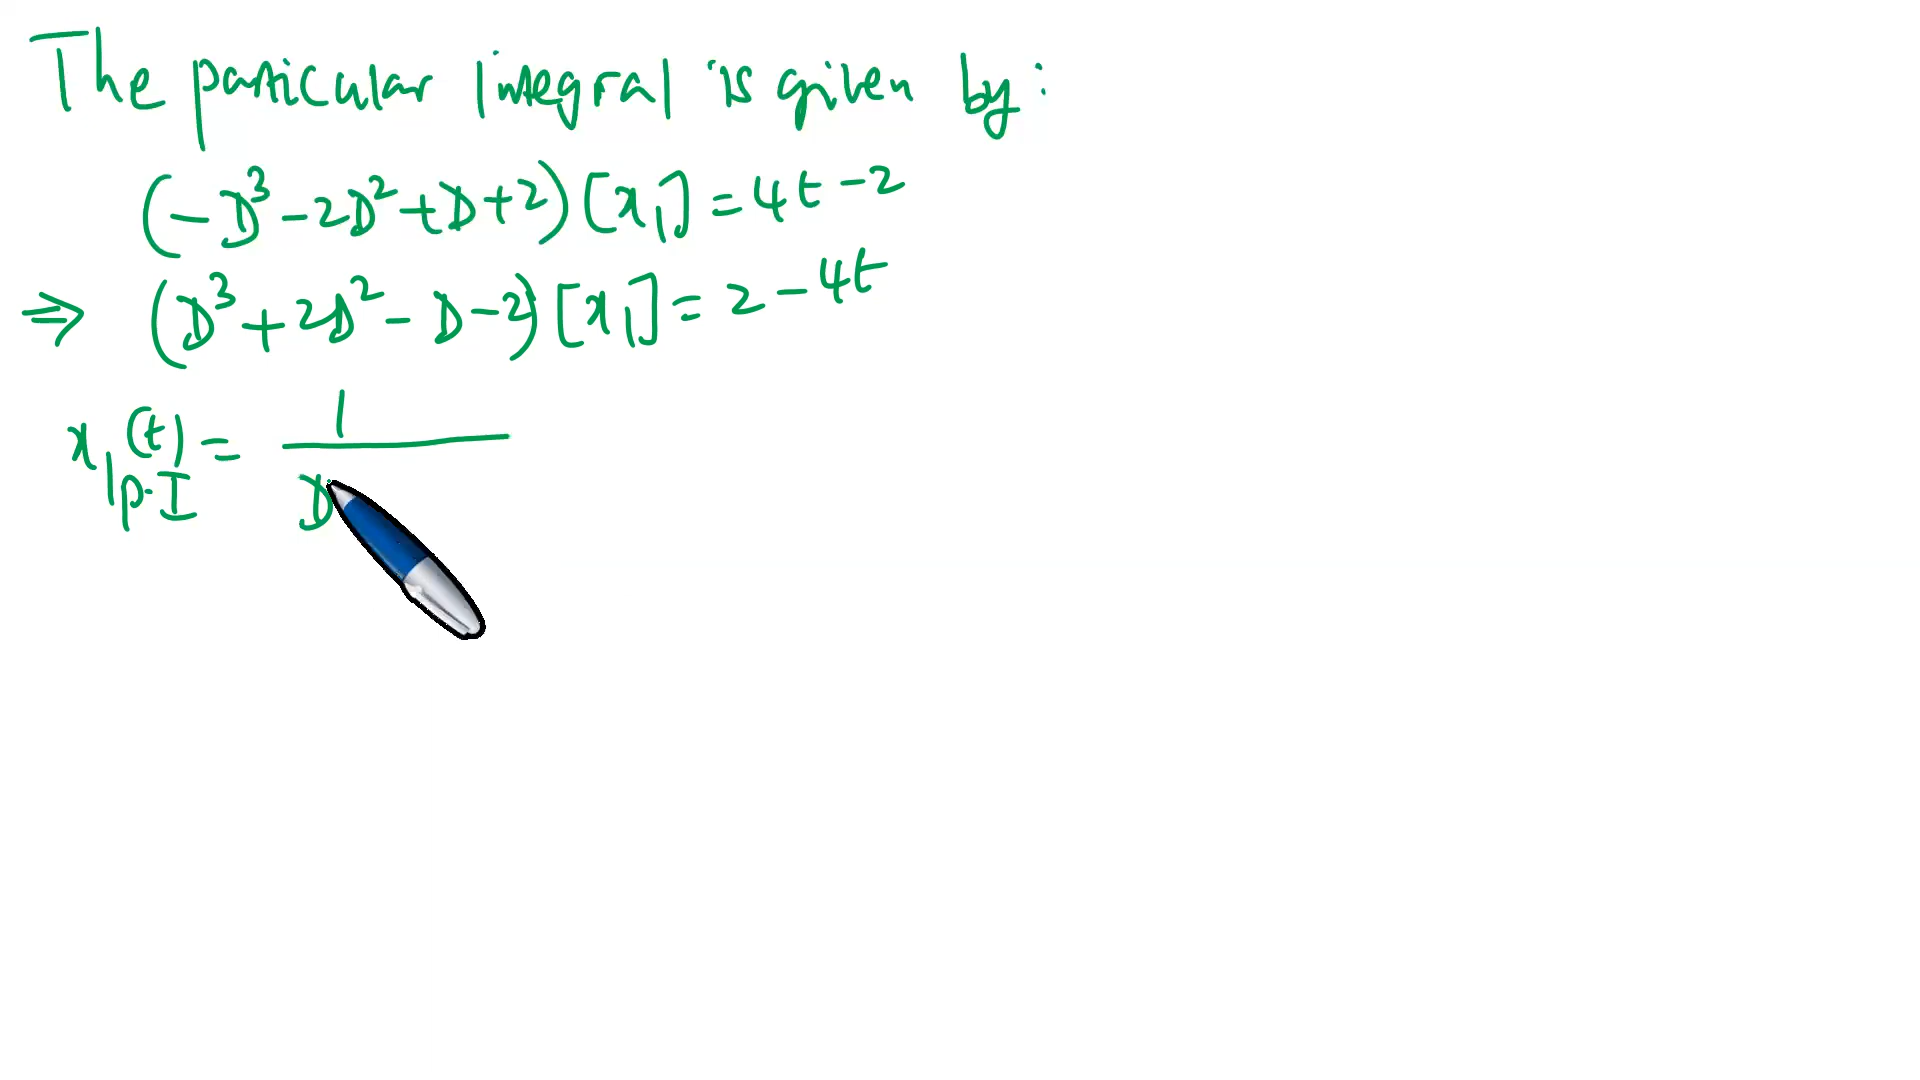 The particular Integral is given by:
(-D³-2D²+D+2)[x₁]=4t-2
⇒ (D³+2D²-D-2)[x₁]=2-4t
x₁(t)= 1
P.I D